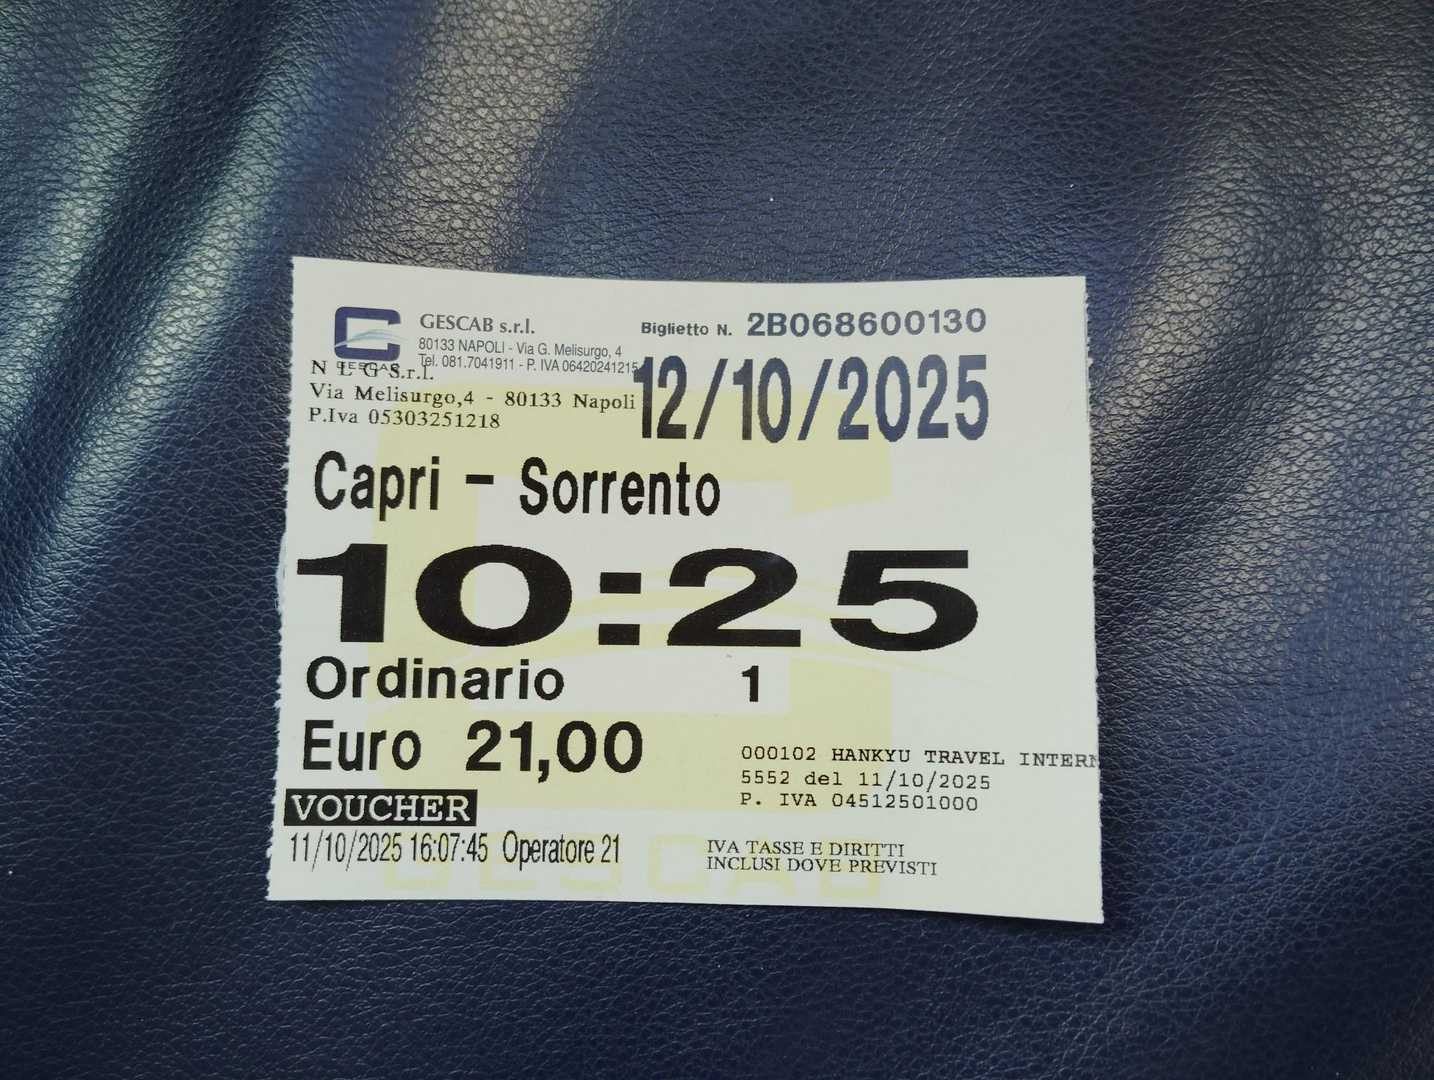 GESCAB s.r.l.
80133 NAPOLI - Via G. Melisurgo, 4
Tel. 081.7041911 - P. IVA 06420241215
GESCAB
N L G S.r.l.
Via Melisurgo,4 - 80133 Napoli
P.Iva 05303251218
Biglietto N. 2B068600130
12/10/2025
Capri - Sorrento
10:25
Ordinario 1
Euro 21,00
000102 HANKYU TRAVEL INTERN
5552 del 11/10/2025
P. IVA 04512501000
VOUCHER
11/10/2025 16:07:45 Operatore 21
IVA TASSE E DIRITTI
INCLUSI DOVE PREVISTI
GESCAB